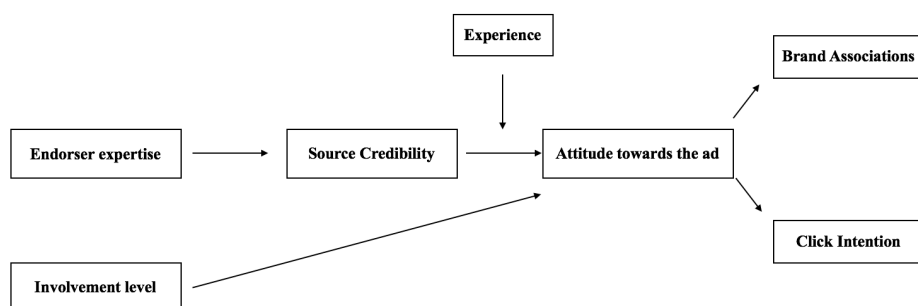 Experience
Brand Associations
Endorser expertise
Source Credibility
Attitude towards the ad
Click Intention
Involvement level